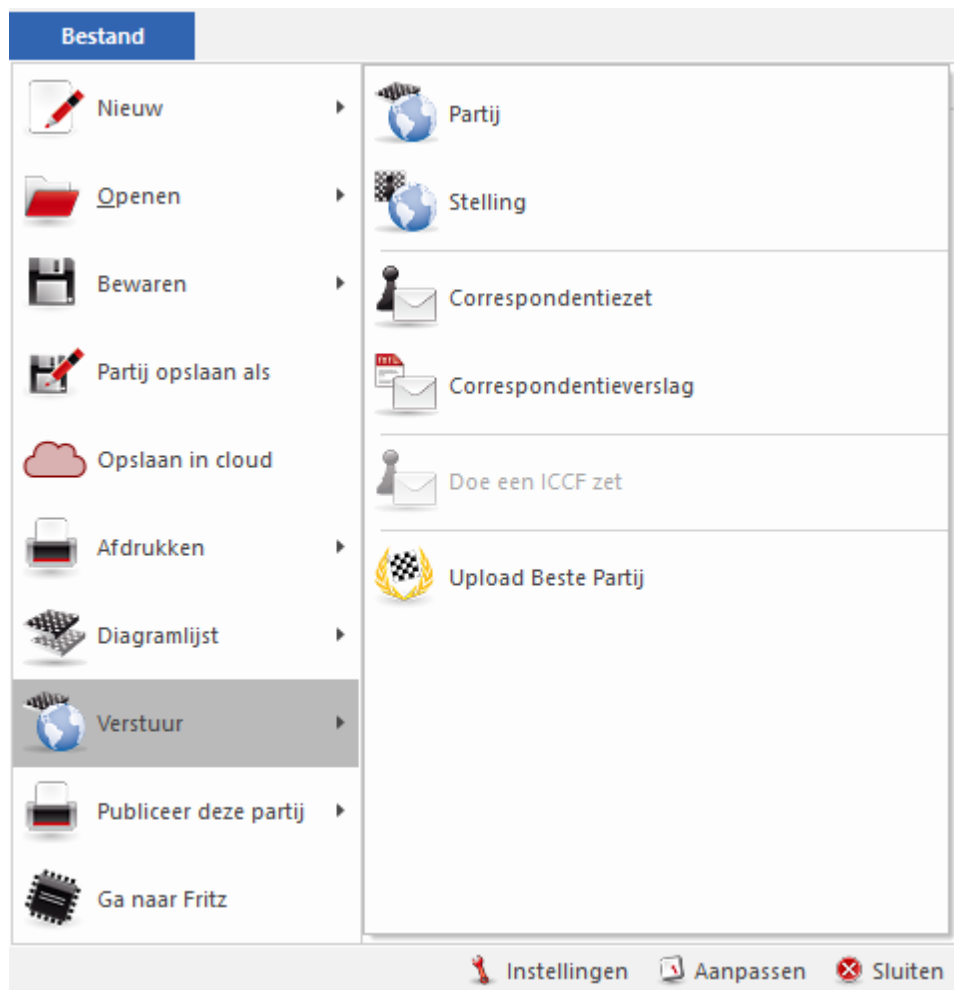 Bestand
Nieuw
Openen
Bewaren
Partij opslaan als
Opslaan in cloud
Afdrukken
Diagramlijst
Verstuur
Publiceer deze partij
Ga naar Fritz
Partij
Stelling
Correspondentiezet
Correspondentieverslag
Doe een ICCF zet
Upload Beste Partij
Instellingen Aanpassen Sluiten